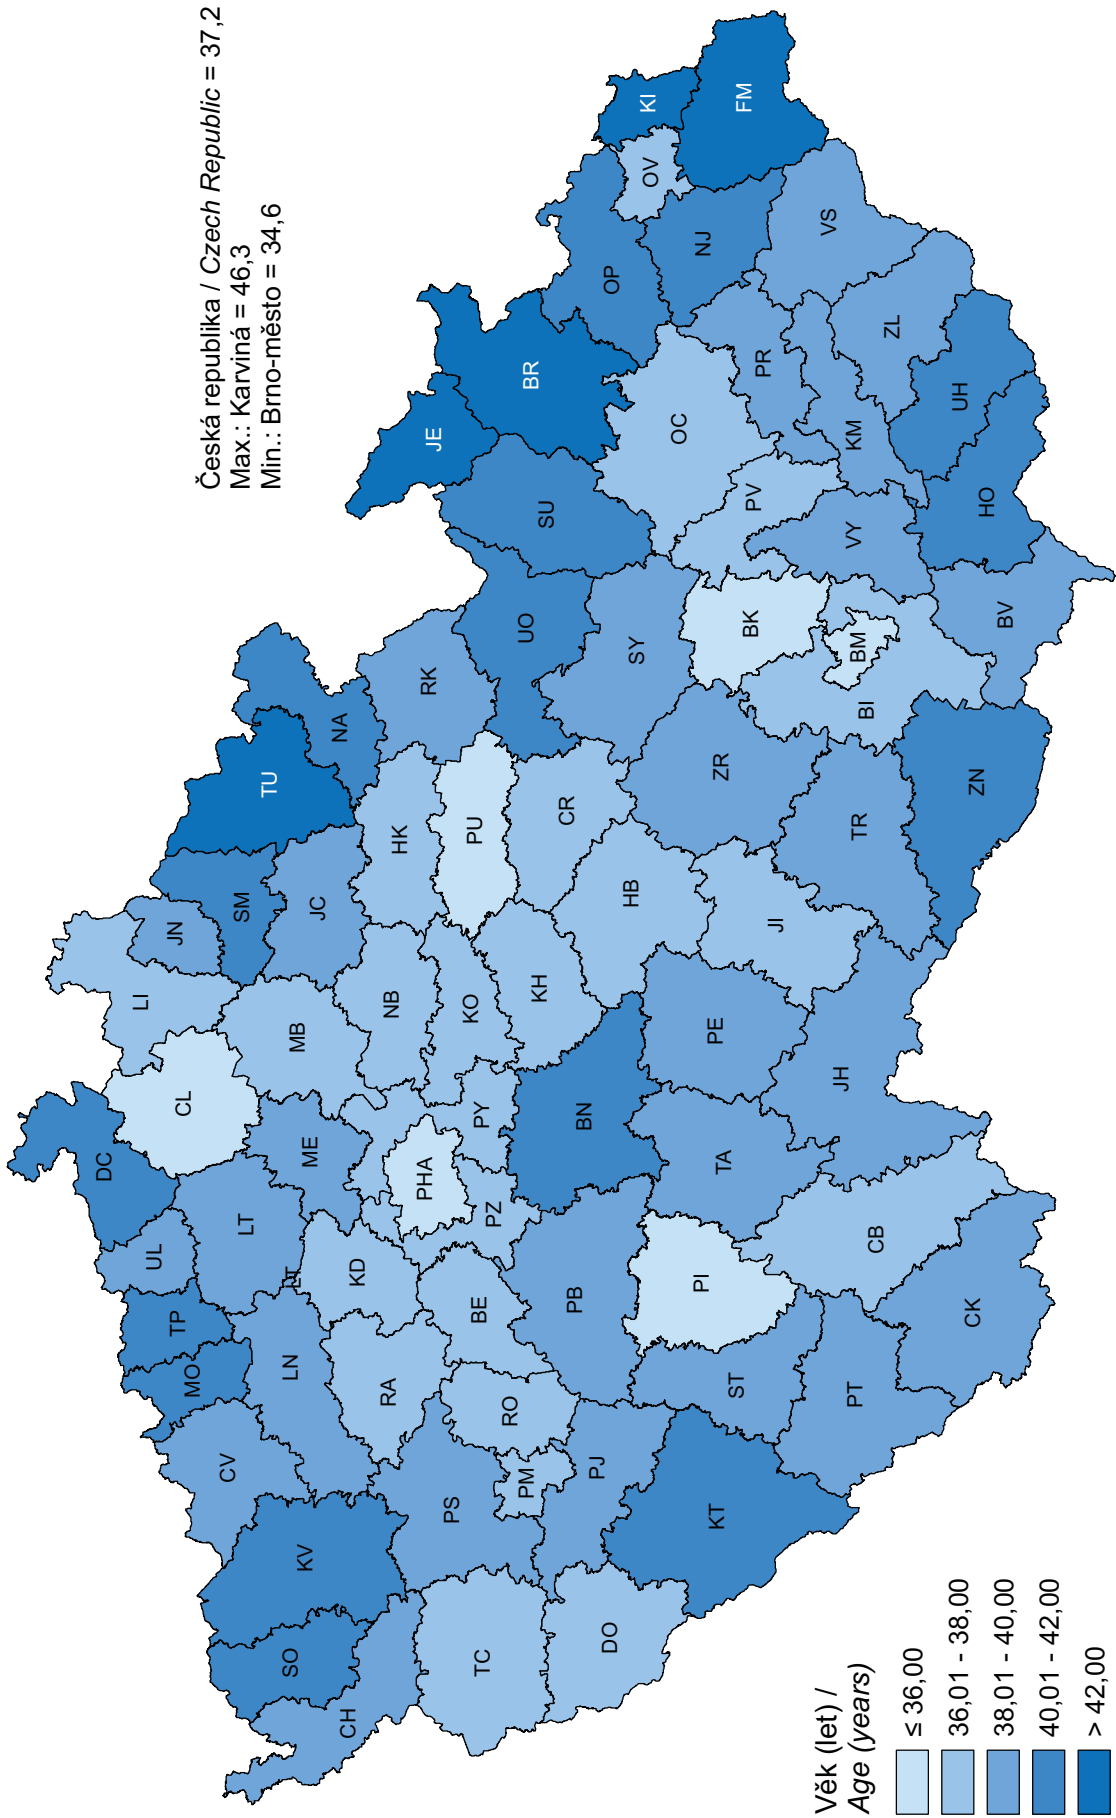 Česká republika / Czech Republic = 37,2
Max.: Karviná = 46,3
Min.: Brno-město = 34,6
DC
LI
JN
CL
UL
SM
TU
TP
LT
MB
JC
NA
MO
ME
CV
LN
LT
KD
NB
HK
RK
JE
KV
RA
PHA
KO
PU
UO
SU
BR
SO
BE
PZ
PY
KH
CR
OP
KI
CH
PS
RO
PM
PB
BN
HB
SY
OC
OV
TC
PJ
NJ
FM
DO
PI
PE
ZR
BK
PV
PR
VS
KT
ST
TA
JI
BM
VY
KM
ZL
PT
CB
JH
TR
BI
UH
CK
ZN
BV
HO
Věk (let) /
Age (years)
≤ 36,00
36,01 - 38,00
38,01 - 40,00
40,01 - 42,00
> 42,00